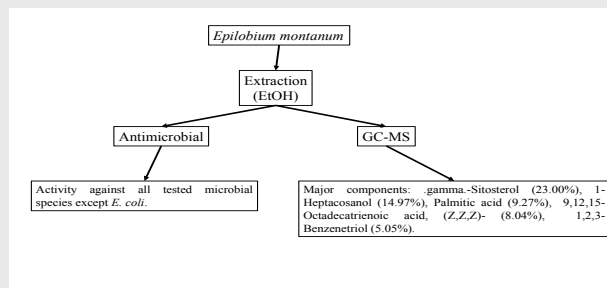 Epilobium montanum
Extraction
(EtOH)
Antimicrobial
GC-MS
Activity against all tested microbial
species except E. coli.
Major components: .gamma.-Sitosterol (23.00%), 1-
Heptacosanol (14.97%), Palmitic acid (9.27%), 9,12,15-
Octadecatrienoic acid, (Z,Z,Z)- (8.04%), 1,2,3-
Benzenetriol (5.05%).